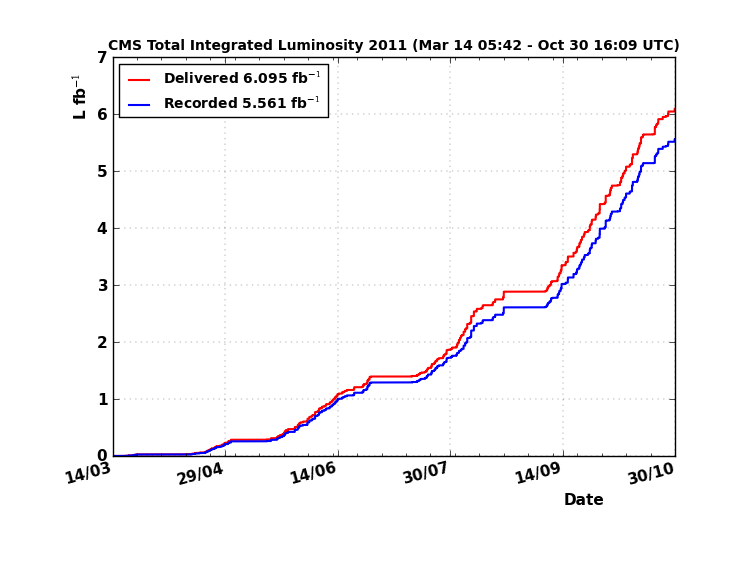 CMS Total Integrated Luminosity 2011 (Mar 14 05:42 - Oct 30 16:09 UTC)
L fb⁻¹
Delivered 6.095 fb⁻¹
Recorded 5.561 fb⁻¹
7
6
5
4
3
2
1
0
14/03
29/04
14/06
30/07
14/09
30/10
Date